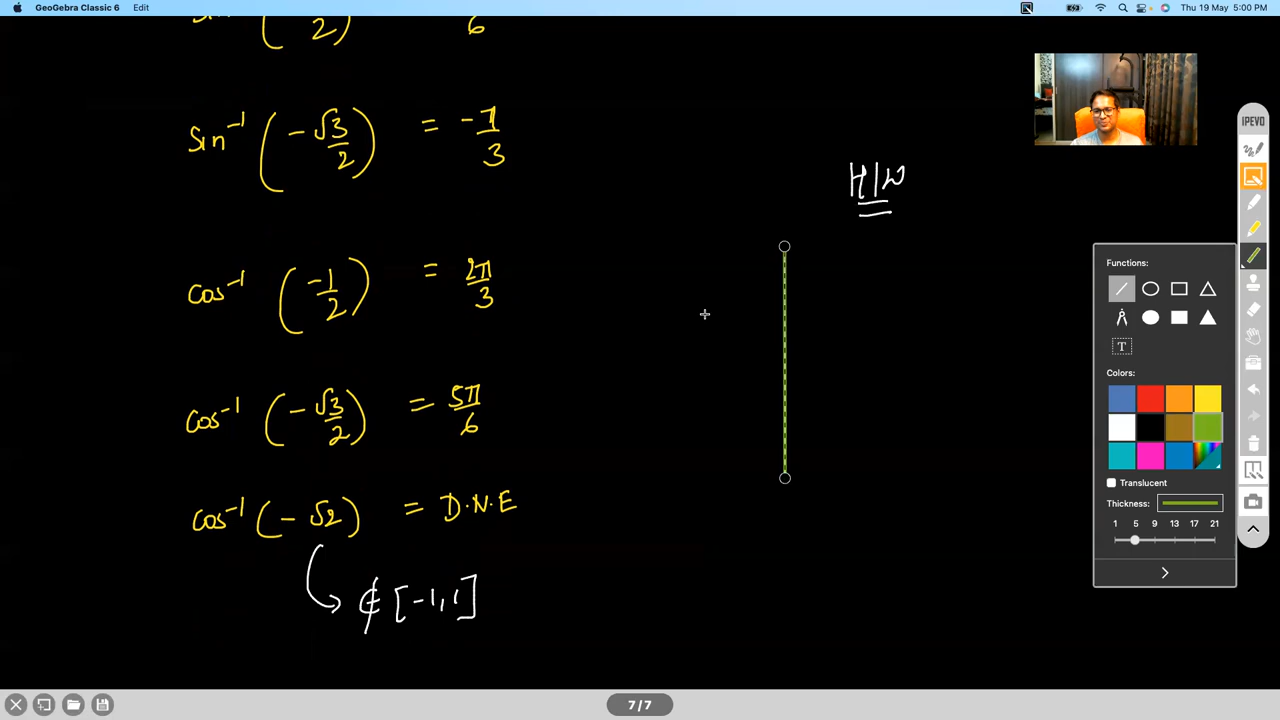 GeoGebra Classic 6 Edit Thu 19 May 5:00 PM
2) 6
Sin⁻¹ (-√3/2) = -π/3
H/W
cos⁻¹ (-1/2) = 2π/3
cos⁻¹ (-√3/2) = 5π/6
cos⁻¹ (-√2) = D.N.E
∉ [-1,1]
IPEVO
Functions:
T
Colors:
Translucent
Thickness:
1 5 9 13 17 21
7/7